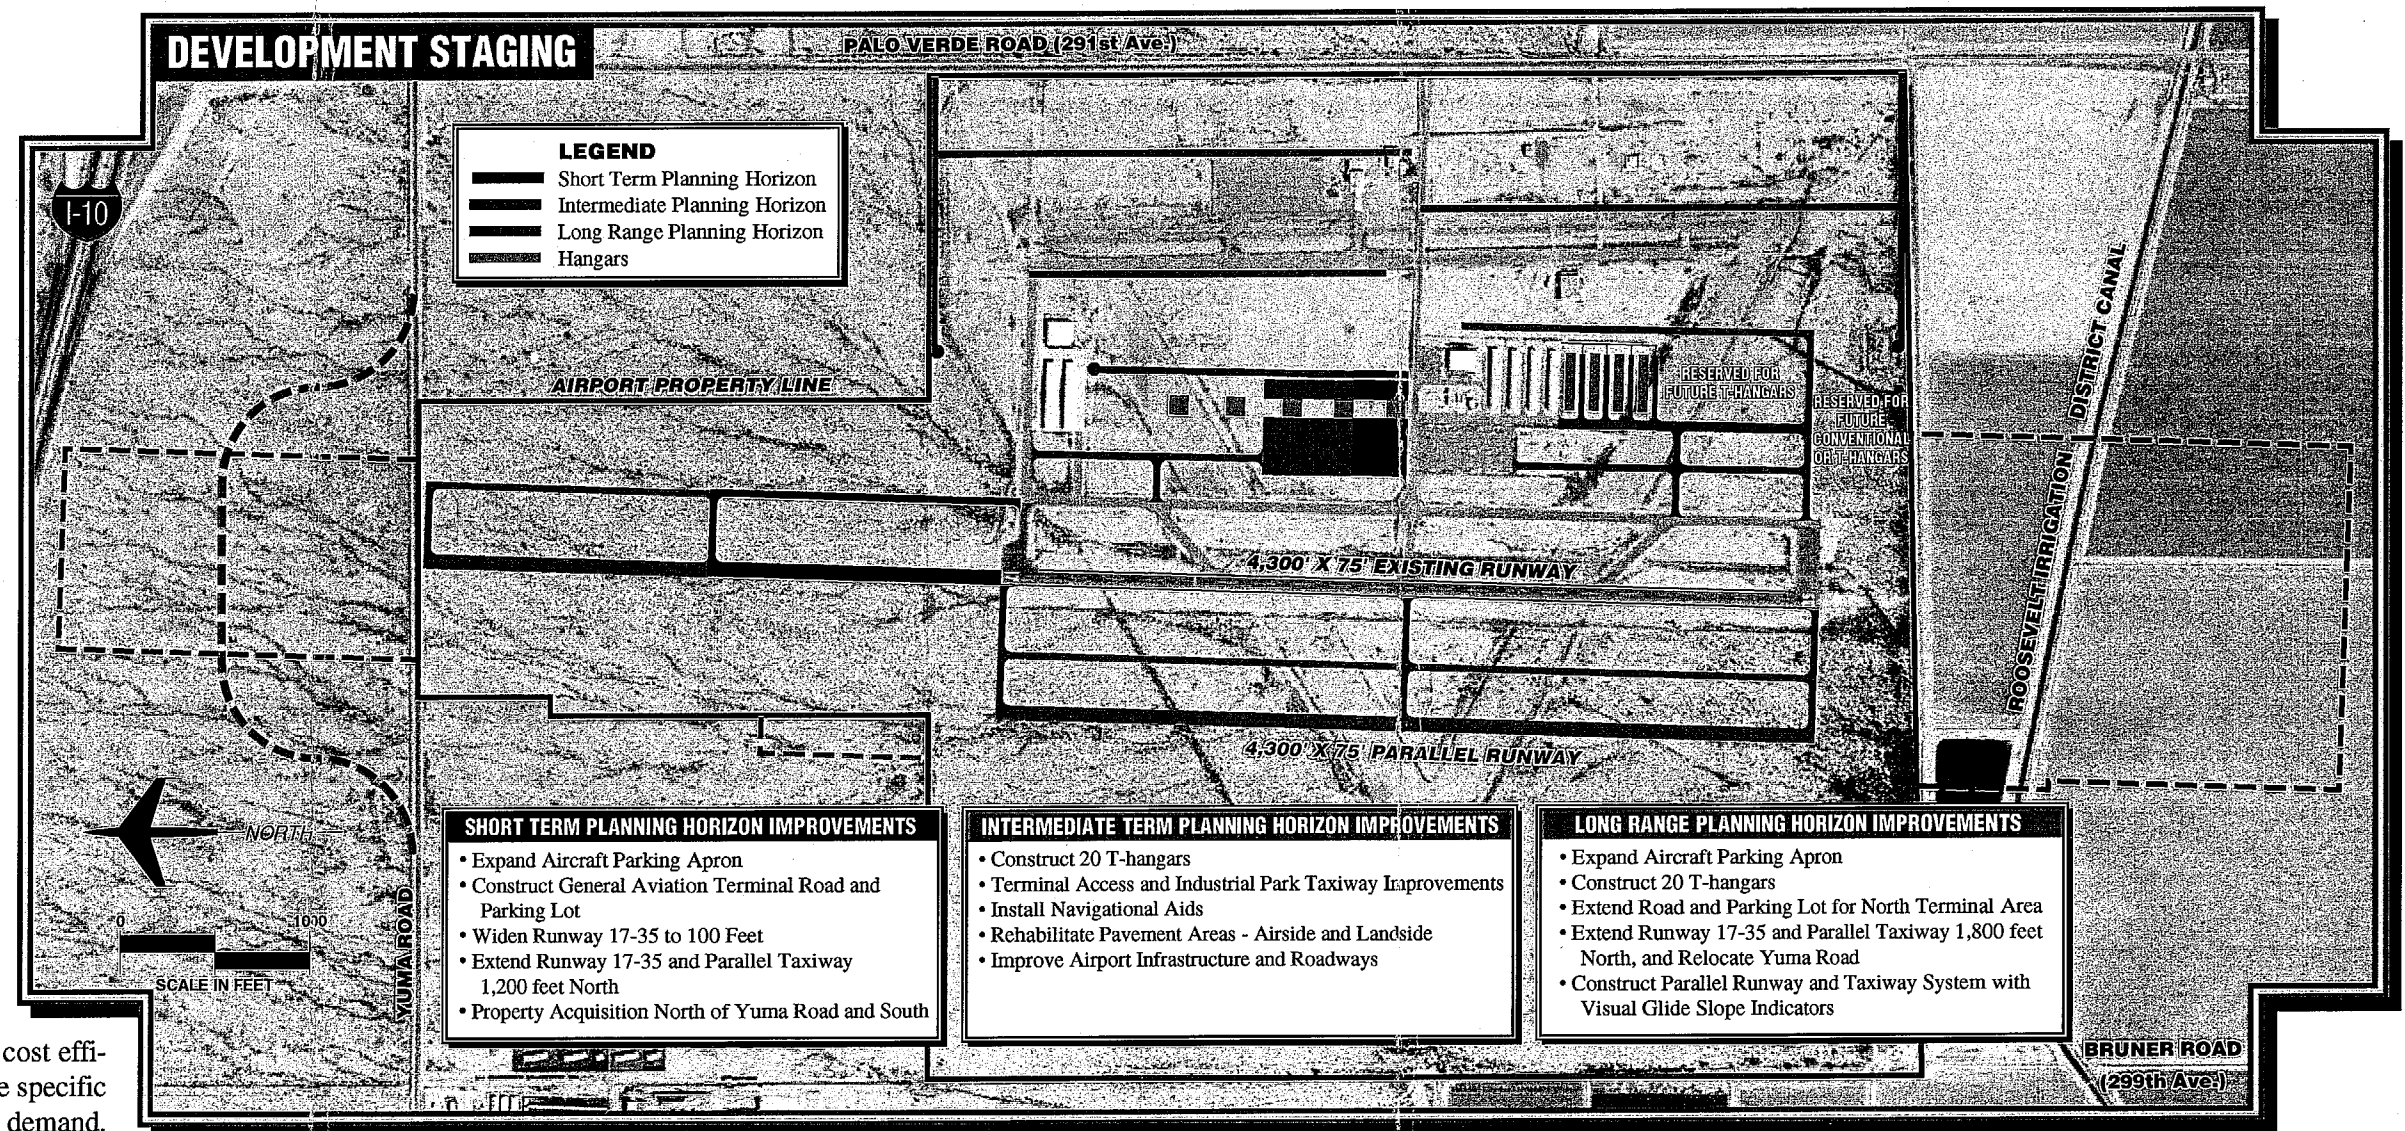 DEVELOPMENT STAGING
PALO VERDE ROAD (291st Ave.)
I-10
LEGEND
Short Term Planning Horizon
Intermediate Planning Horizon
Long Range Planning Horizon
Hangars
AIRPORT PROPERTY LINE
RESERVED FOR
FUTURE T-HANGARS
RESERVED FOR
FUTURE
CONVENTIONAL
OR T-HANGARS
ROOSEVELT IRRIGATION DISTRICT CANAL
4,300' X 75' EXISTING RUNWAY
4,300' X 75' PARALLEL RUNWAY
NORTH
0 1000
SCALE IN FEET
YUMA ROAD
SHORT TERM PLANNING HORIZON IMPROVEMENTS
• Expand Aircraft Parking Apron
• Construct General Aviation Terminal Road and
Parking Lot
• Widen Runway 17-35 to 100 Feet
• Extend Runway 17-35 and Parallel Taxiway
1,200 feet North
• Property Acquisition North of Yuma Road and South
INTERMEDIATE TERM PLANNING HORIZON IMPROVEMENTS
• Construct 20 T-hangars
• Terminal Access and Industrial Park Taxiway Improvements
• Install Navigational Aids
• Rehabilitate Pavement Areas - Airside and Landside
• Improve Airport Infrastructure and Roadways
LONG RANGE PLANNING HORIZON IMPROVEMENTS
• Expand Aircraft Parking Apron
• Construct 20 T-hangars
• Extend Road and Parking Lot for North Terminal Area
• Extend Runway 17-35 and Parallel Taxiway 1,800 feet
North, and Relocate Yuma Road
• Construct Parallel Runway and Taxiway System with
Visual Glide Slope Indicators
BRUNER ROAD
(299th Ave.)
cost effi-
specific
demand.